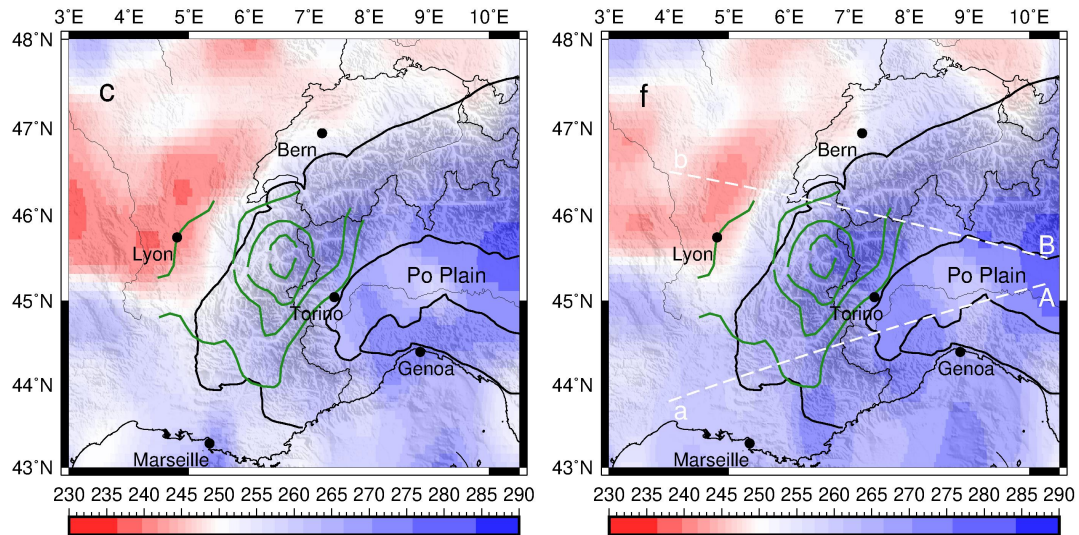 3˚E 4˚E 5˚E 6˚E 7˚E 8˚E 9˚E 10˚E 3˚E 4˚E 5˚E 6˚E 7˚E 8˚E 9˚E 10˚E
48˚N 48˚N
c f
47˚N 47˚N
Bern b Bern
46˚N 46˚N
Lyon Lyon
Po Plain Po Plain B
45˚N 45˚N A
Torino Torino
Genoa Genoa
44˚N 44˚N
a
Marseille Marseille
43˚N 43˚N
230 235 240 245 250 255 260 265 270 275 280 285 290 230 235 240 245 250 255 260 265 270 275 280 285 290